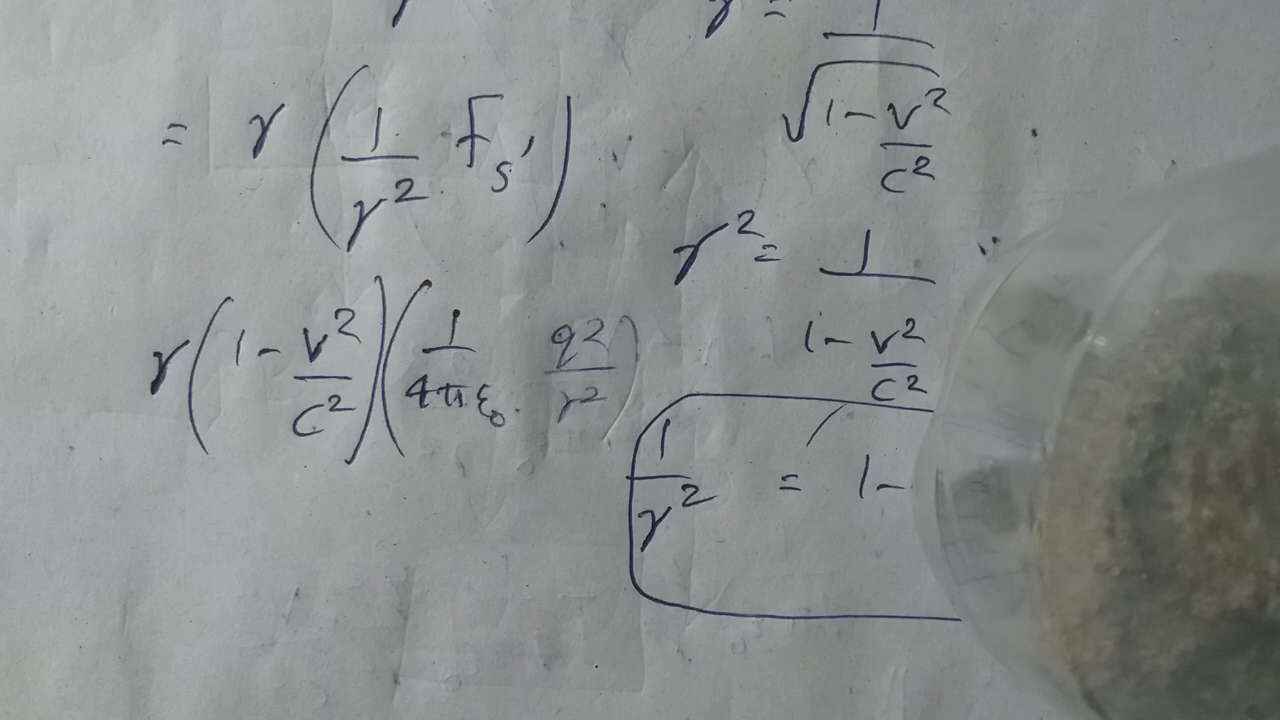 γ = 1 / √(1 - v² / c²)
= γ (1 / γ² F_s')
γ² = 1 / (1 - v² / c²)
γ (1 - v² / c²) (1 / 4πε₀ · q² / r²)
1 / γ² = 1 -